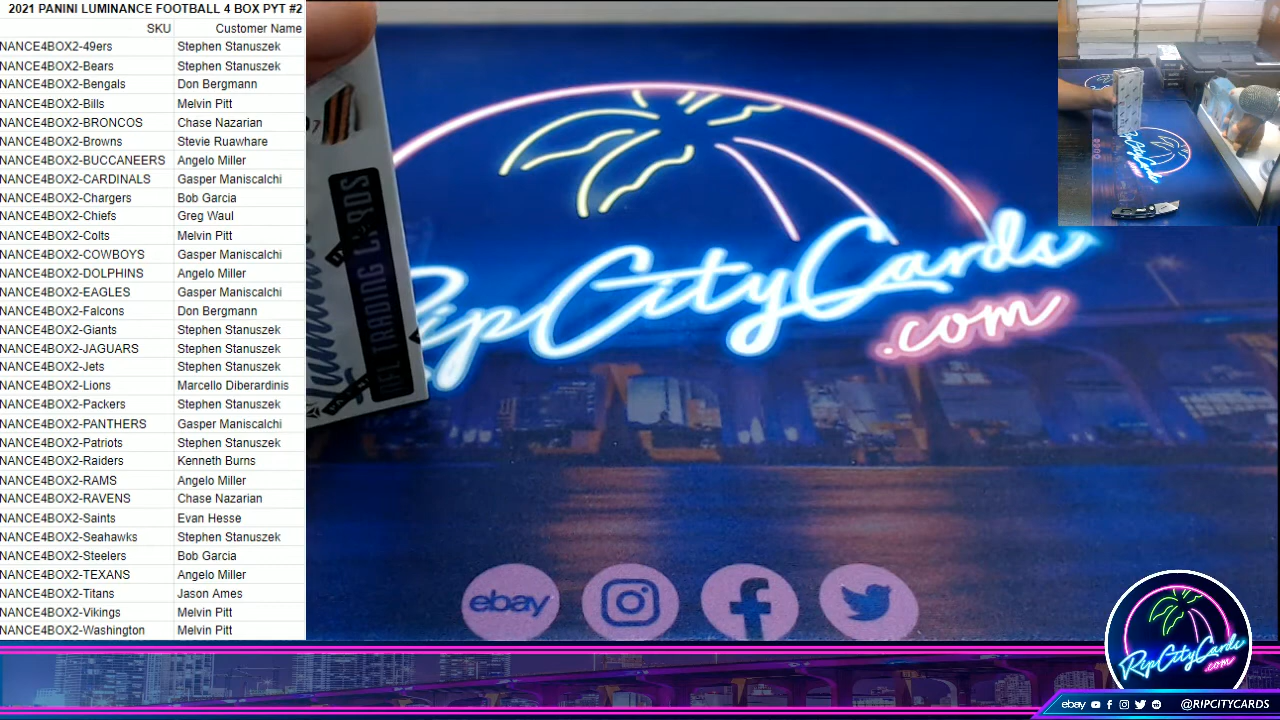 2021 PANINI LUMINANCE FOOTBALL 4 BOX PYT #2
SKU Customer Name
NANCE4BOX2-49ers Stephen Stanuszek
NANCE4BOX2-Bears Stephen Stanuszek
NANCE4BOX2-Bengals Don Bergmann
NANCE4BOX2-Bills Melvin Pitt
NANCE4BOX2-BRONCOS Chase Nazarian
NANCE4BOX2-Browns Stevie Ruawhare
NANCE4BOX2-BUCCANEERS Angelo Miller
NANCE4BOX2-CARDINALS Gasper Maniscalchi
NANCE4BOX2-Chargers Bob Garcia
NANCE4BOX2-Chiefs Greg Waul
NANCE4BOX2-Colts Melvin Pitt
NANCE4BOX2-COWBOYS Gasper Maniscalchi
NANCE4BOX2-DOLPHINS Angelo Miller
NANCE4BOX2-EAGLES Gasper Maniscalchi
NANCE4BOX2-Falcons Don Bergmann
NANCE4BOX2-Giants Stephen Stanuszek
NANCE4BOX2-JAGUARS Stephen Stanuszek
NANCE4BOX2-Jets Stephen Stanuszek
NANCE4BOX2-Lions Marcello Diberardinis
NANCE4BOX2-Packers Stephen Stanuszek
NANCE4BOX2-PANTHERS Gasper Maniscalchi
NANCE4BOX2-Patriots Stephen Stanuszek
NANCE4BOX2-Raiders Kenneth Burns
NANCE4BOX2-RAMS Angelo Miller
NANCE4BOX2-RAVENS Chase Nazarian
NANCE4BOX2-Saints Evan Hesse
NANCE4BOX2-Seahawks Stephen Stanuszek
NANCE4BOX2-Steelers Bob Garcia
NANCE4BOX2-TEXANS Angelo Miller
NANCE4BOX2-Titans Jason Ames
NANCE4BOX2-Vikings Melvin Pitt
NANCE4BOX2-Washington Melvin Pitt
NFL TRADING CARDS
RipCityCards
.com
ebay
RipCityCards
.com
ebay @RIPCITYCARDS